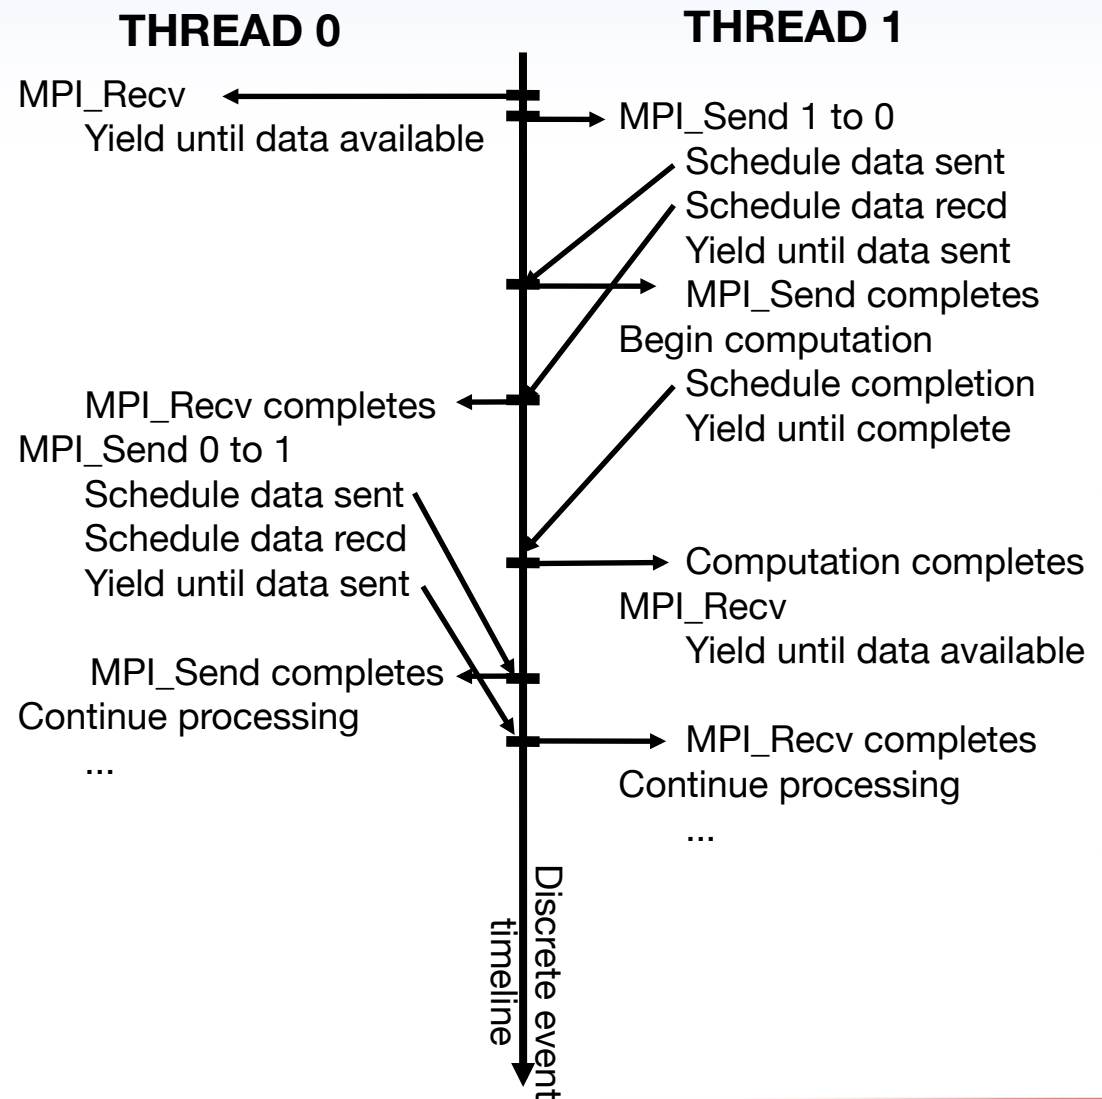 THREAD 0
MPI_Recv
Yield until data available
MPI_Recv completes
MPI_Send 0 to 1
Schedule data sent
Schedule data recd
Yield until data sent
MPI_Send completes
Continue processing
...
THREAD 1
MPI_Send 1 to 0
Schedule data sent
Schedule data recd
Yield until data sent
MPI_Send completes
Begin computation
Schedule completion
Yield until complete
Computation completes
MPI_Recv
Yield until data available
MPI_Recv completes
Continue processing
...
Discrete event
timeline